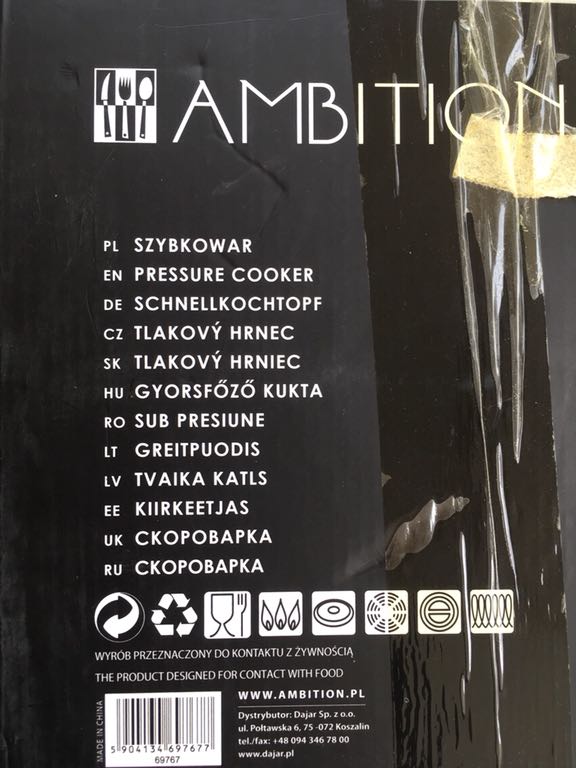 AMBITION
PL SZYBKOWAR
EN PRESSURE COOKER
DE SCHNELLKOCHTOPF
CZ TLAKOVÝ HRNEC
SK TLAKOVÝ HRNIEC
HU GYORSFŐZŐ KUKTA
RO SUB PRESIUNE
LT GREITPUODIS
LV TVAIKA KATLS
EE KIIRKEETJAS
UK СКОРОВАРКА
RU СКОРОВАРКА
WYRÓB PRZEZNACZONY DO KONTAKTU Z ŻYWNOŚCIĄ
THE PRODUCT DESIGNED FOR CONTACT WITH FOOD
MADE IN CHINA
5 904134 697677
69767
WWW.AMBITION.PL
Dystrybutor: Dajar Sp. z o.o.
ul. Połtawska 6, 75-072 Koszalin
tel./fax: +48 094 346 78 00
www.dajar.pl